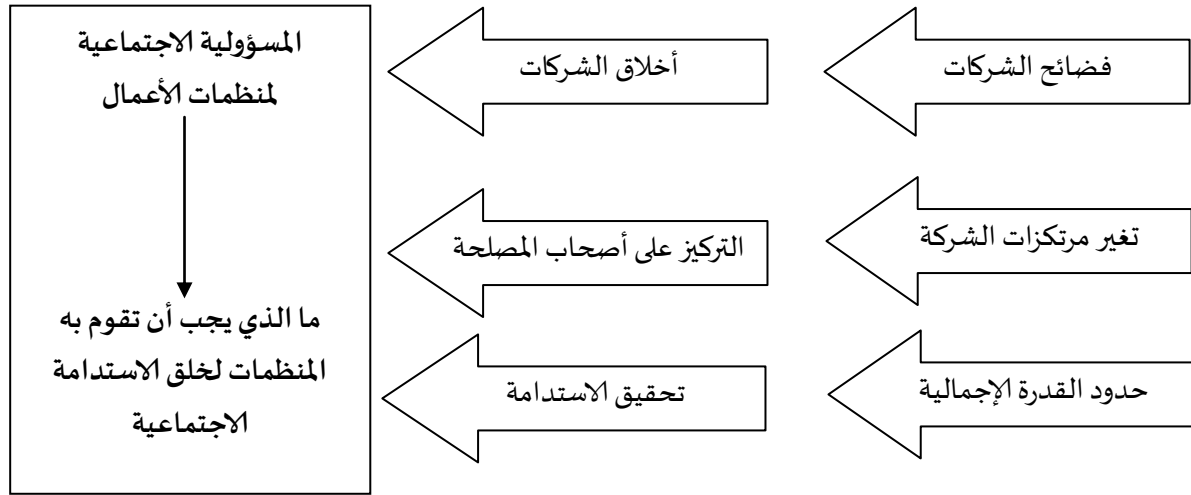 المسؤولية الاجتماعية
لمنظمات الأعمال
فضائح الشركات
أخلاق الشركات
تغير مرتكزات الشركة
التركيز على أصحاب المصلحة
حدود القدرة الإجمالية
تحقيق الاستدامة
ما الذي يجب أن تقوم به
المنظمات لخلق الاستدامة
الاجتماعية